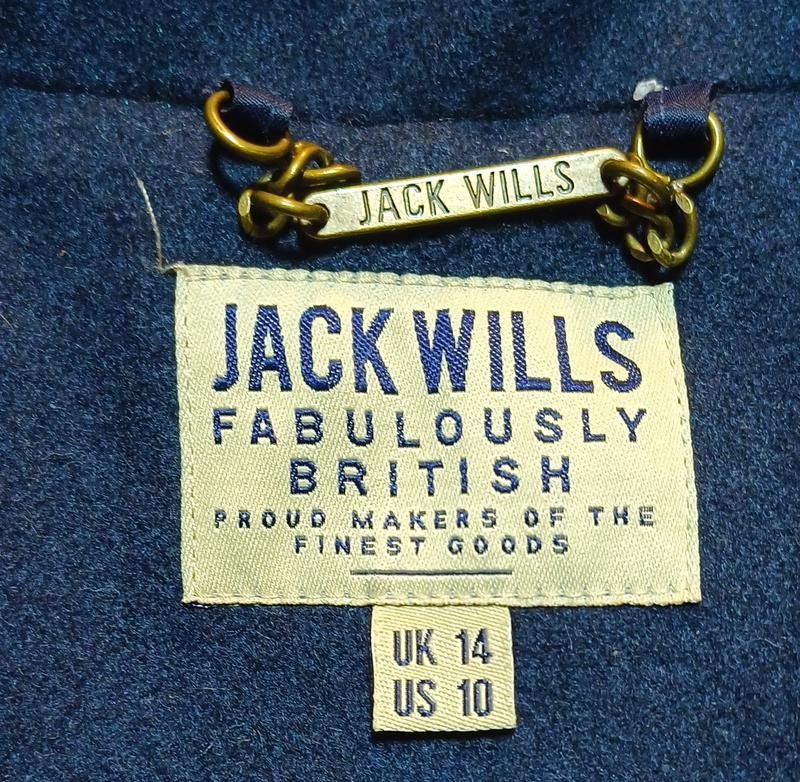 JACK WILLS
JACK WILLS
FABULOUSLY
BRITISH
PROUD MAKERS OF THE
FINEST GOODS
UK 14
US 10